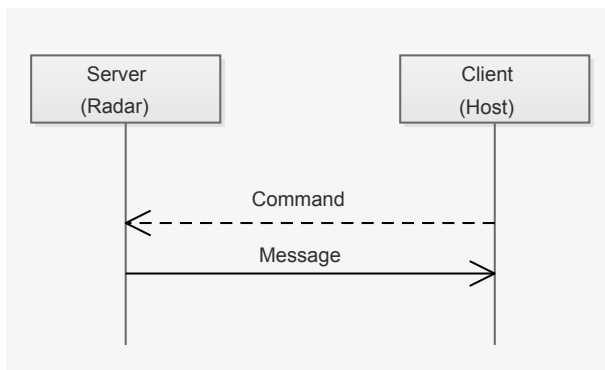 Server
(Radar)
Client
(Host)
Command
Message